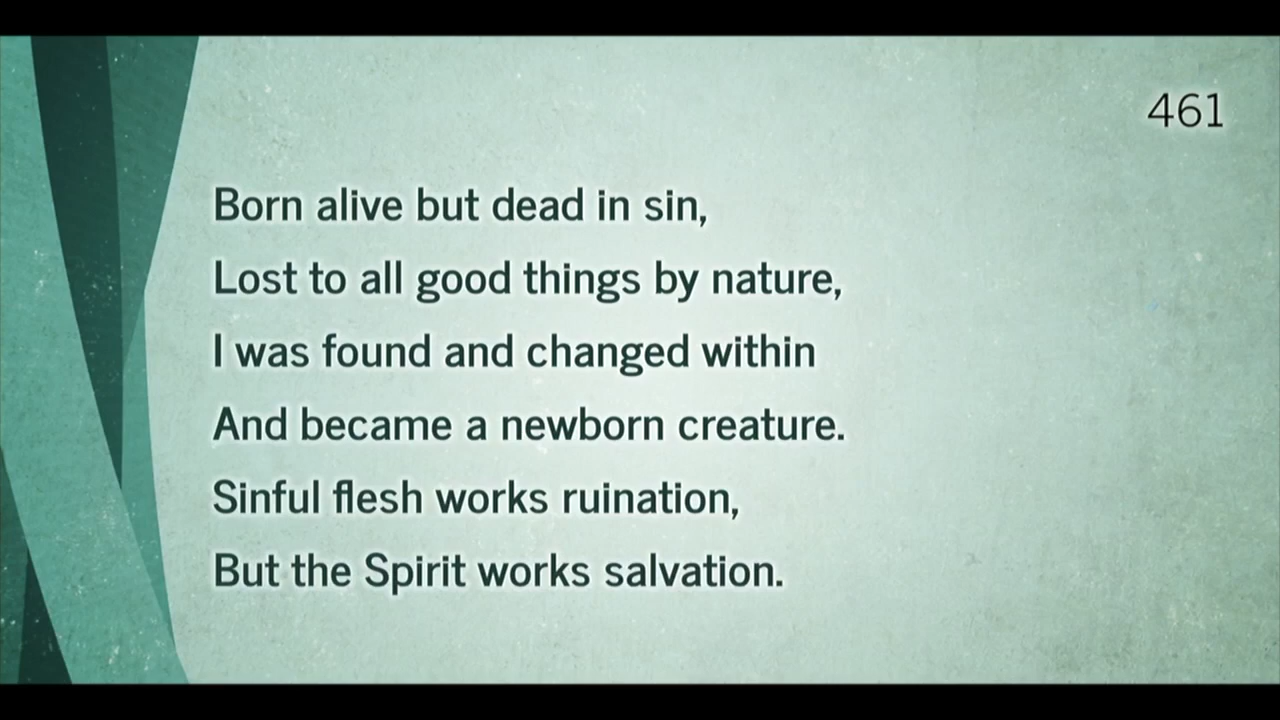 461
Born alive but dead in sin,
Lost to all good things by nature,
I was found and changed within
And became a newborn creature.
Sinful flesh works ruination,
But the Spirit works salvation.